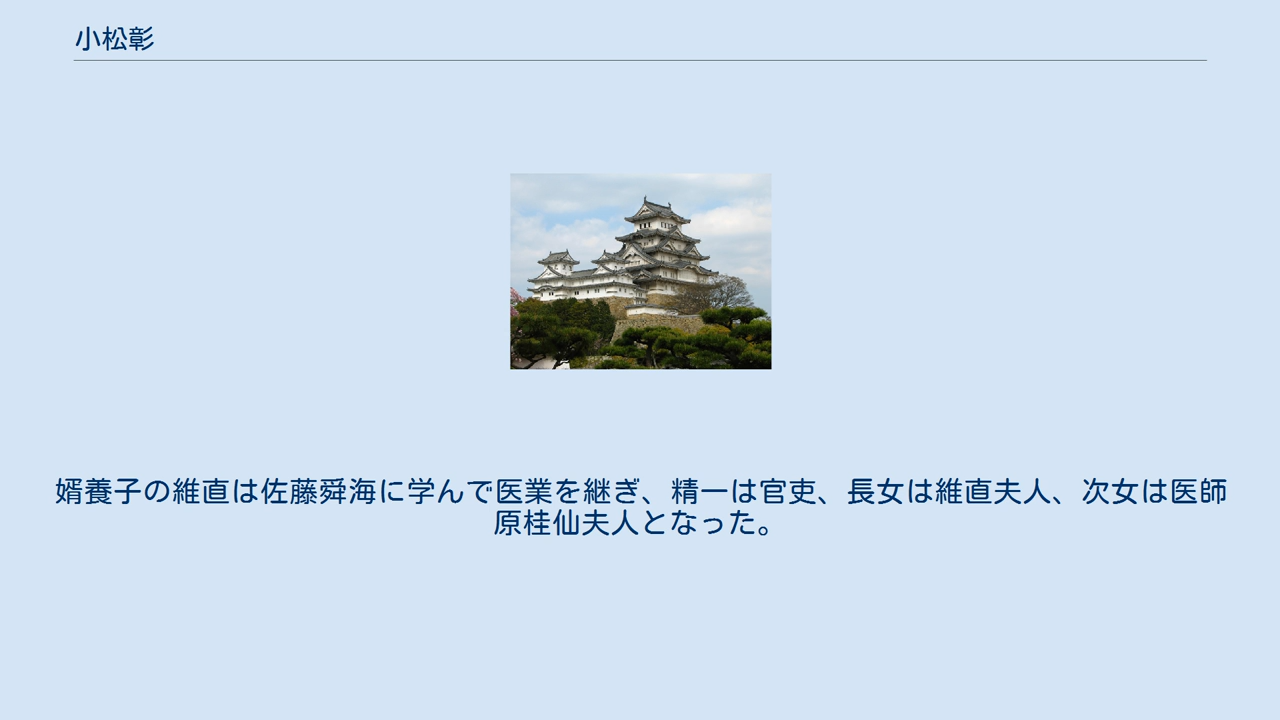 小松彰
婿養子の維直は佐藤舜海に学んで医業を継ぎ、精一は官吏、長女は維直夫人、次女は医師
原桂仙夫人となった。